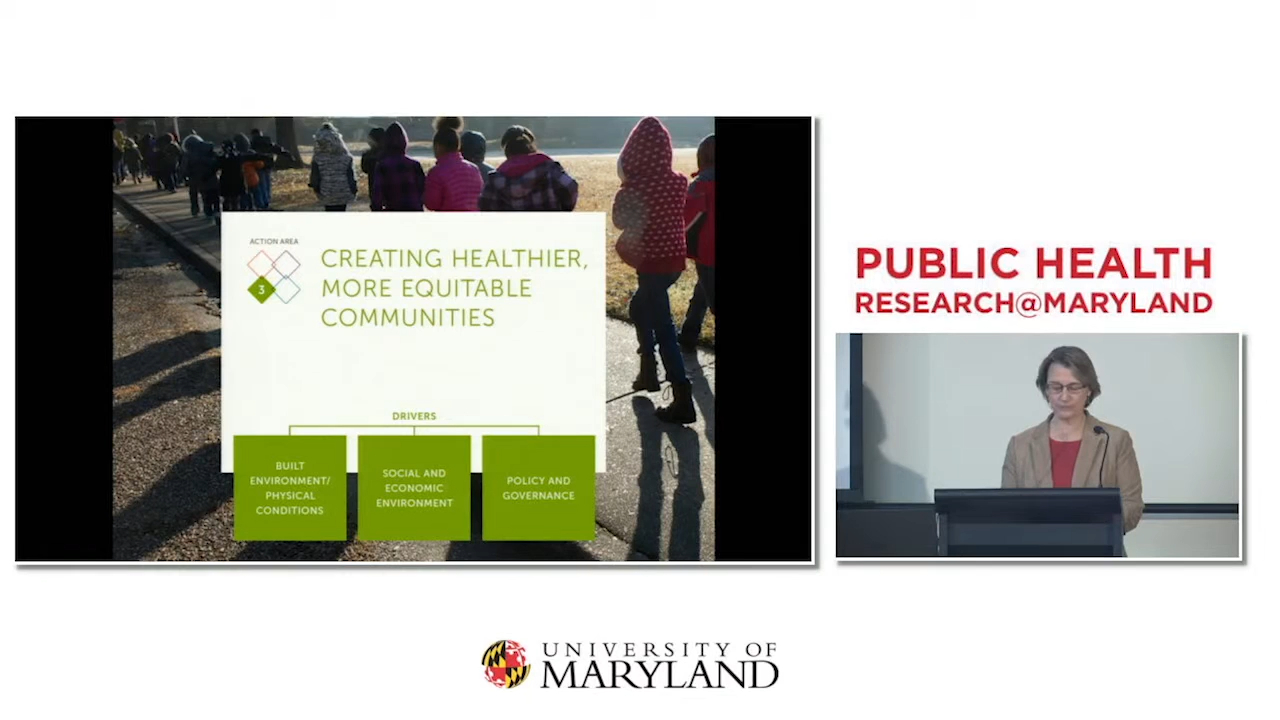 ACTION AREA
3
CREATING HEALTHIER,
MORE EQUITABLE
COMMUNITIES
DRIVERS
BUILT
ENVIRONMENT/
PHYSICAL
CONDITIONS
SOCIAL AND
ECONOMIC
ENVIRONMENT
POLICY AND
GOVERNANCE
PUBLIC HEALTH
RESEARCH@MARYLAND
UNIVERSITY OF
MARYLAND